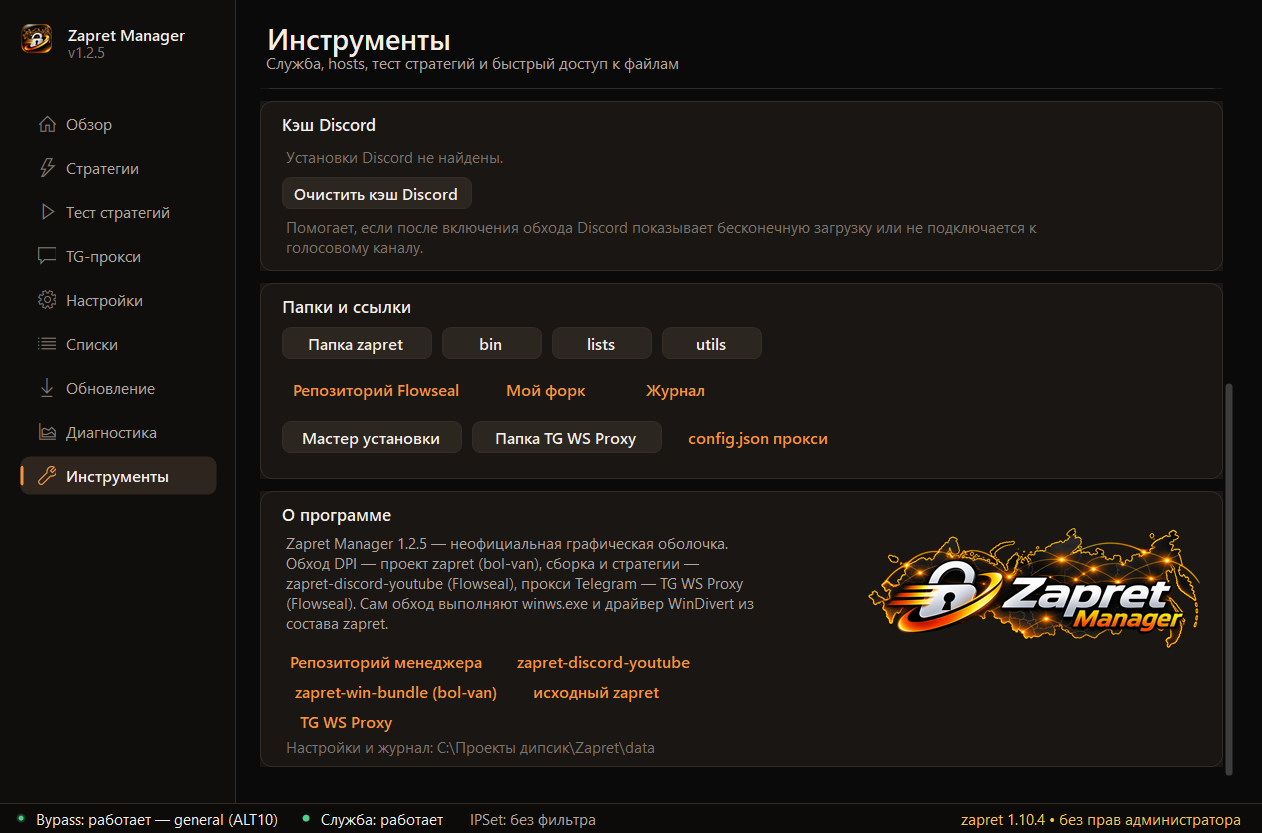 Zapret Manager
v1.2.5
Обзор
Стратегии
Тест стратегий
TG-прокси
Настройки
Списки
Обновление
Диагностика
Инструменты
Инструменты
Служба, hosts, тест стратегий и быстрый доступ к файлам
Кэш Discord
Установки Discord не найдены.
Очистить кэш Discord
Помогает, если после включения обхода Discord показывает бесконечную загрузку или не подключается к
голосовому каналу.
Папки и ссылки
Папка zapret bin lists utils
Репозиторий Flowseal Мой форк Журнал
Мастер установки Папка TG WS Proxy config.json прокси
О программе
Zapret Manager 1.2.5 — неофициальная графическая оболочка.
Обход DPI — проект zapret (bol-van), сборка и стратегии —
zapret-discord-youtube (Flowseal), прокси Telegram — TG WS Proxy
(Flowseal). Сам обход выполняют winws.exe и драйвер WinDivert из
состава zapret.
Zapret
Manager
Репозиторий менеджера zapret-discord-youtube
zapret-win-bundle (bol-van) исходный zapret
TG WS Proxy
Настройки и журнал: C:\Проекты дипсик\Zapret\data
Bypass: работает — general (ALT10) Служба: работает IPSet: без фильтра zapret 1.10.4 • без прав администратора